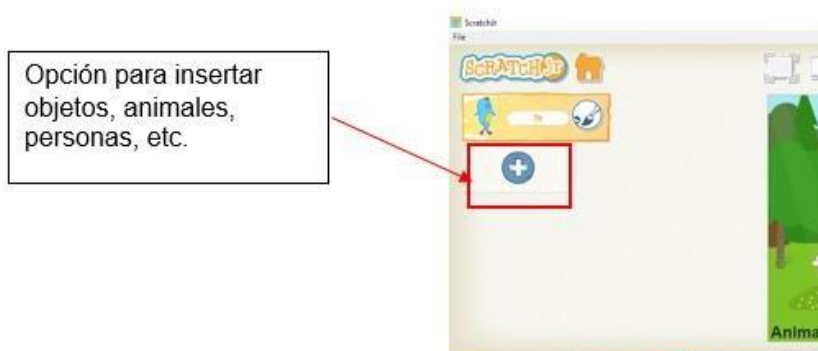 ScratchJr
File
SCRATCHJR
Opción para insertar
objetos, animales,
personas, etc.
Anima